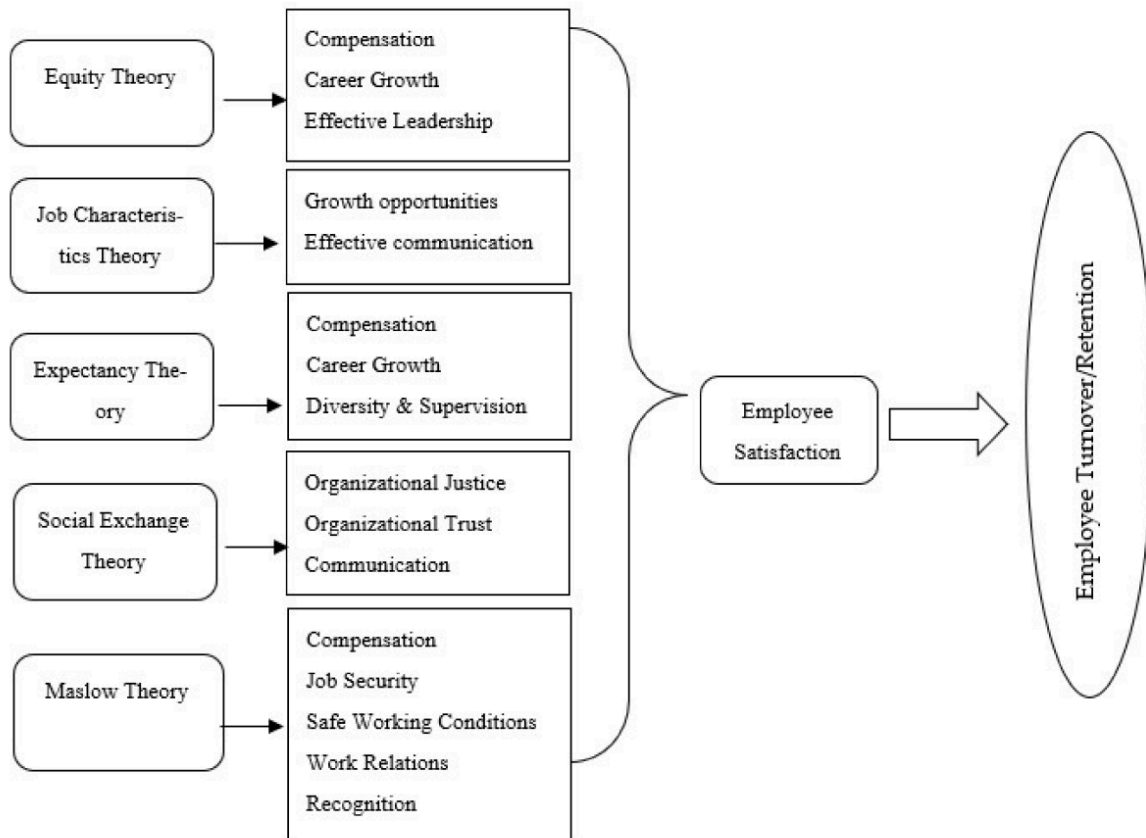 Equity Theory
Compensation
Career Growth
Effective Leadership
Job Characteris-
tics Theory
Growth opportunities
Effective communication
Expectancy The-
ory
Compensation
Career Growth
Diversity & Supervision
Social Exchange
Theory
Organizational Justice
Organizational Trust
Communication
Maslow Theory
Compensation
Job Security
Safe Working Conditions
Work Relations
Recognition
Employee
Satisfaction
Employee Turnover/Retention